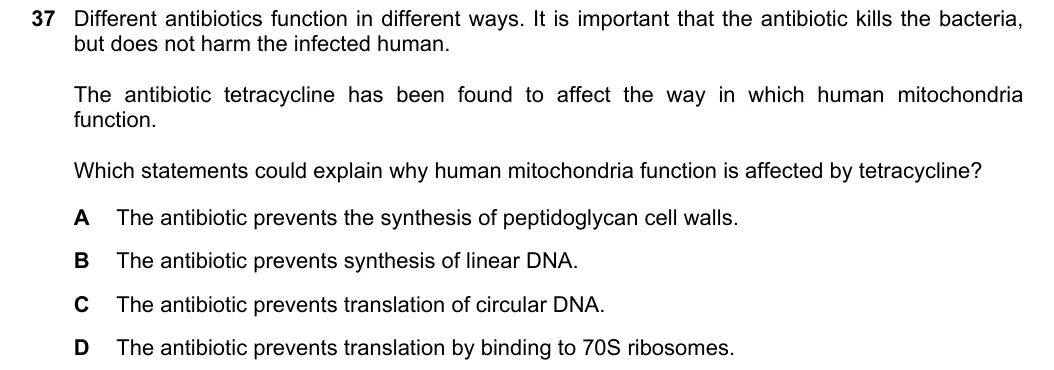 37 Different antibiotics function in different ways. It is important that the antibiotic kills the bacteria,
but does not harm the infected human.
The antibiotic tetracycline has been found to affect the way in which human mitochondria
function.
Which statements could explain why human mitochondria function is affected by tetracycline?
A The antibiotic prevents the synthesis of peptidoglycan cell walls.
B The antibiotic prevents synthesis of linear DNA.
C The antibiotic prevents translation of circular DNA.
D The antibiotic prevents translation by binding to 70S ribosomes.